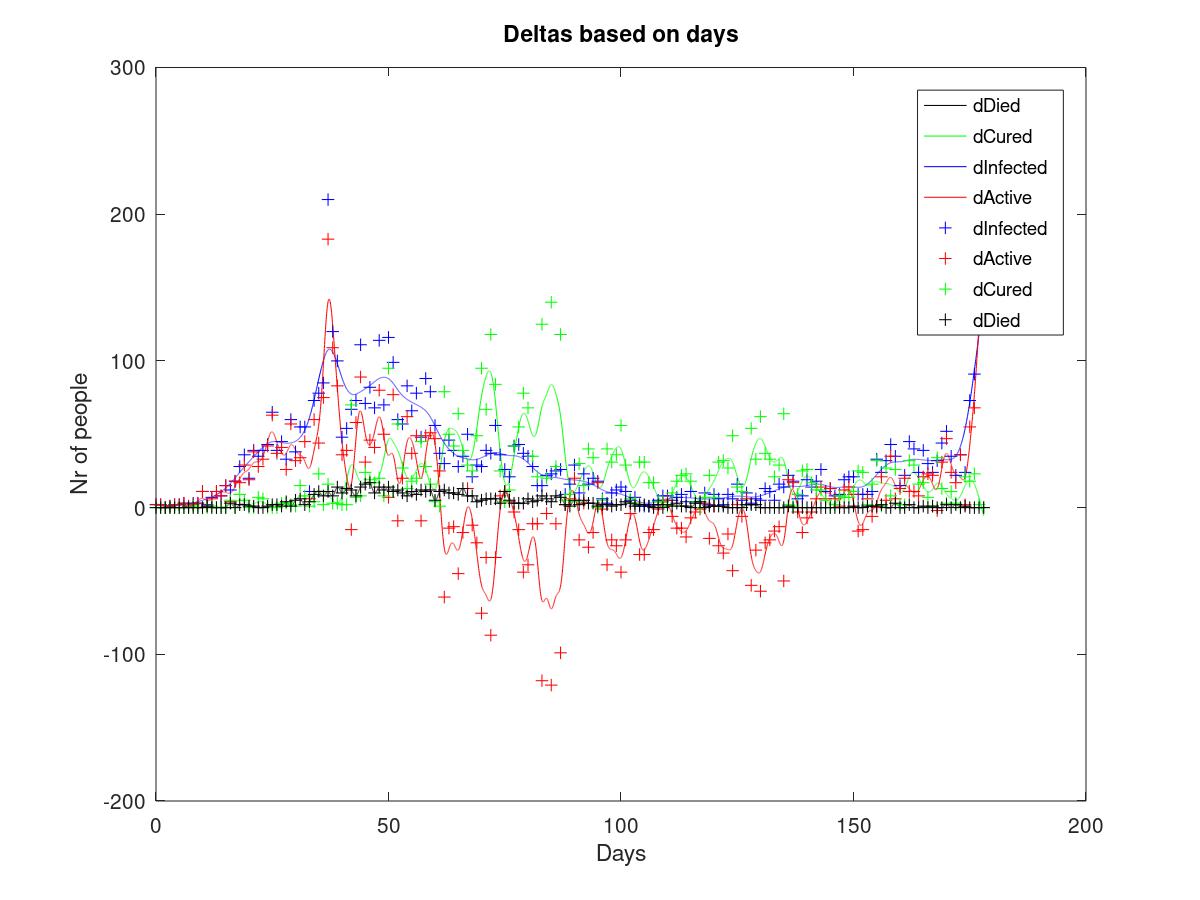 Deltas based on days
300
200
100
0
-100
-200
Nr of people
dDied
dCured
dInfected
dActive
dInfected
dActive
dCured
dDied
0 50 100 150 200
Days